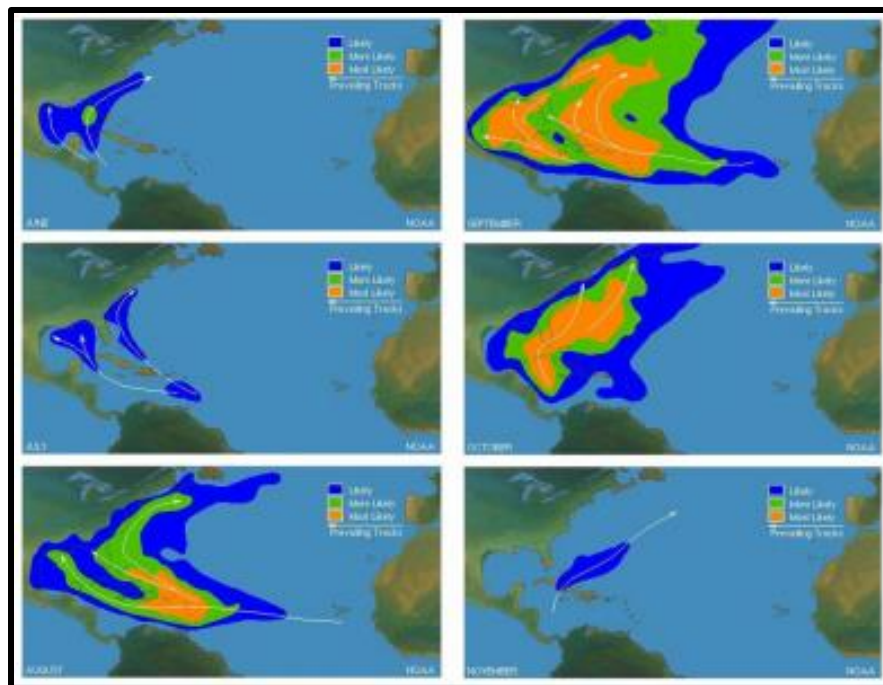 Likely
More Likely
Most Likely
Prevailing Tracks
JUNE
NOAA
Likely
More Likely
Most Likely
Prevailing Tracks
SEPTEMBER
NOAA
Likely
More Likely
Most Likely
Prevailing Tracks
JULY
NOAA
Likely
More Likely
Most Likely
Prevailing Tracks
OCTOBER
NOAA
Likely
More Likely
Most Likely
Prevailing Tracks
AUGUST
NOAA
Likely
More Likely
Most Likely
Prevailing Tracks
NOVEMBER
NOAA